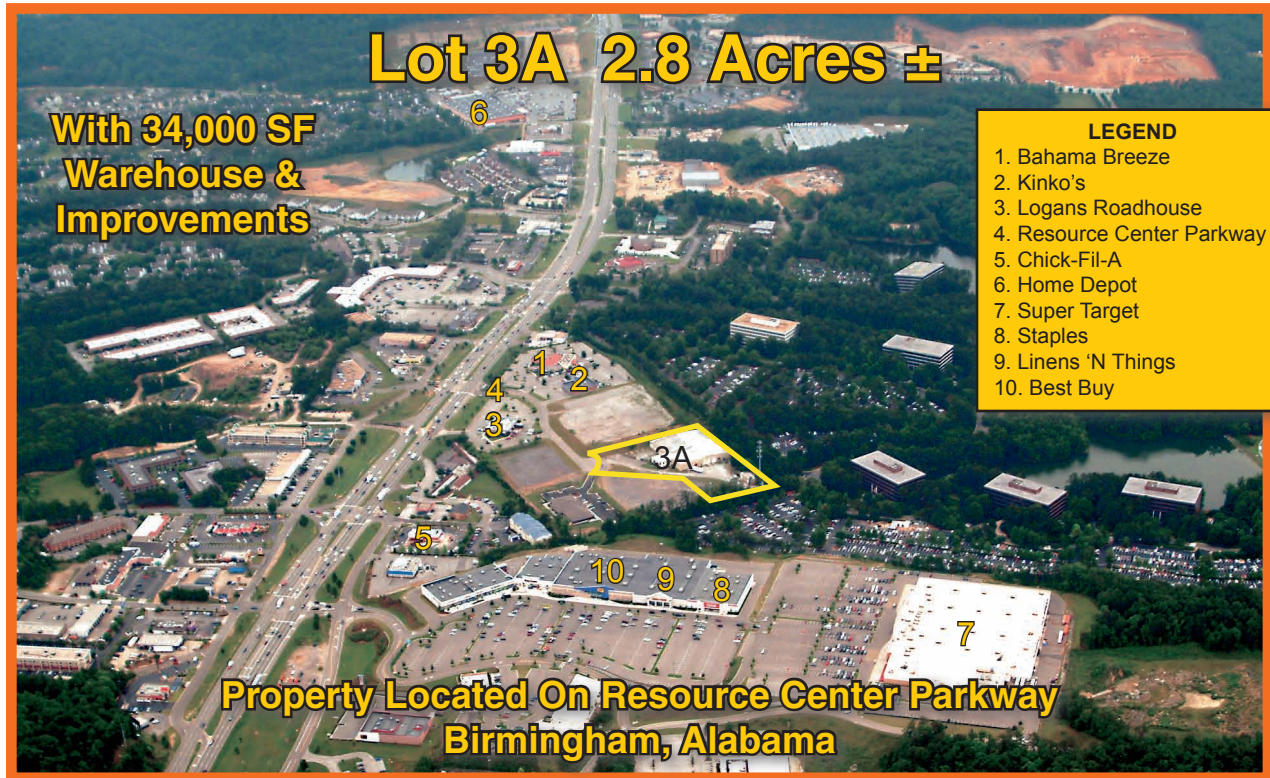 Lot 3A 2.8 Acres ±
With 34,000 SF
Warehouse &
Improvements
6
LEGEND
1. Bahama Breeze
2. Kinko’s
3. Logans Roadhouse
4. Resource Center Parkway
5. Chick-Fil-A
6. Home Depot
7. Super Target
8. Staples
9. Linens ‘N Things
10. Best Buy
1
2
4
3
3A
5
10
9
8
7
Property Located On Resource Center Parkway
Birmingham, Alabama